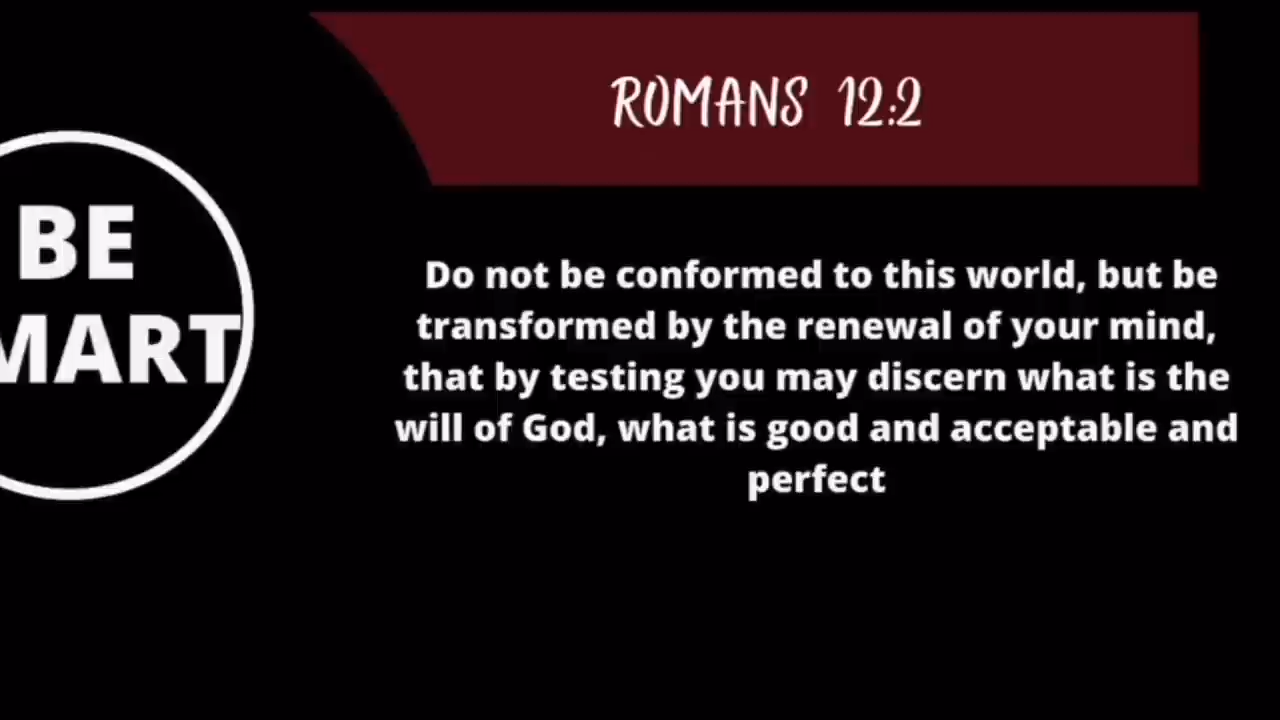 ROMANS 12:2
BE
MART
Do not be conformed to this world, but be
transformed by the renewal of your mind,
that by testing you may discern what is the
will of God, what is good and acceptable and
perfect